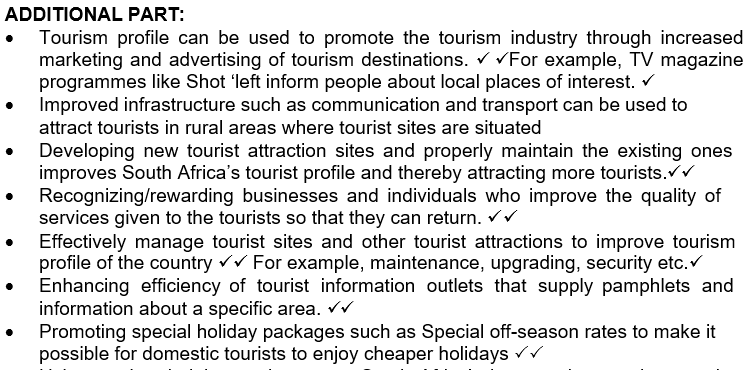 ADDITIONAL PART:
• Tourism profile can be used to promote the tourism industry through increased
marketing and advertising of tourism destinations. ✓ ✓For example, TV magazine
programmes like Shot ‘left inform people about local places of interest. ✓
• Improved infrastructure such as communication and transport can be used to
attract tourists in rural areas where tourist sites are situated
• Developing new tourist attraction sites and properly maintain the existing ones
improves South Africa’s tourist profile and thereby attracting more tourists.✓✓
• Recognizing/rewarding businesses and individuals who improve the quality of
services given to the tourists so that they can return. ✓✓
• Effectively manage tourist sites and other tourist attractions to improve tourism
profile of the country ✓✓ For example, maintenance, upgrading, security etc.✓
• Enhancing efficiency of tourist information outlets that supply pamphlets and
information about a specific area. ✓✓
• Promoting special holiday packages such as Special off-season rates to make it
possible for domestic tourists to enjoy cheaper holidays ✓✓